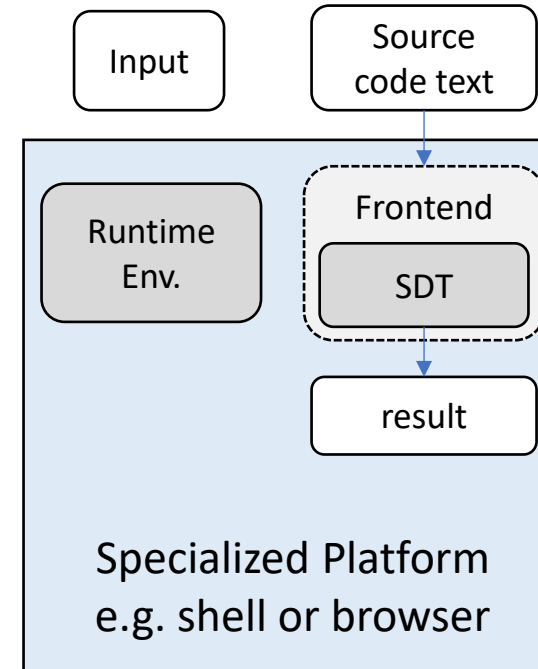 Input
Source
code text
Runtime
Env.
Frontend
SDT
result
Specialized Platform
e.g. shell or browser